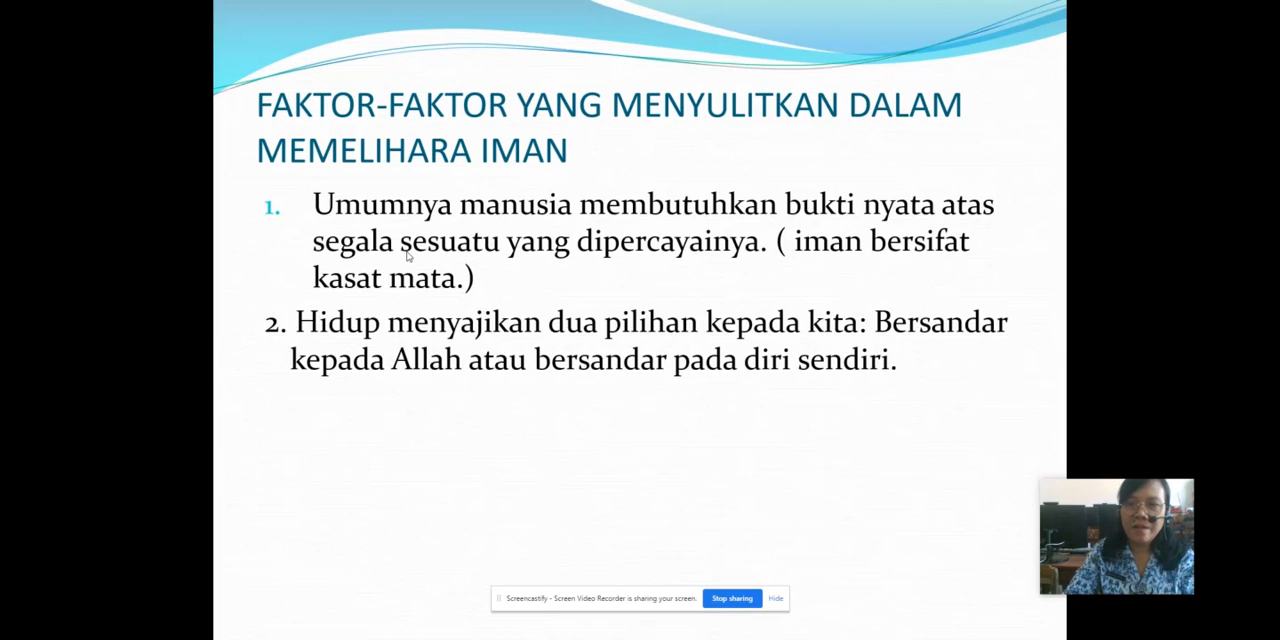 FAKTOR-FAKTOR YANG MENYULITKAN DALAM
MEMELIHARA IMAN
1. Umumnya manusia membutuhkan bukti nyata atas
segala sesuatu yang dipercayainya. ( iman bersifat
kasat mata.)
2. Hidup menyajikan dua pilihan kepada kita: Bersandar
kepada Allah atau bersandar pada diri sendiri.
Screencastify - Screen Video Recorder is sharing your screen. Stop sharing Hide